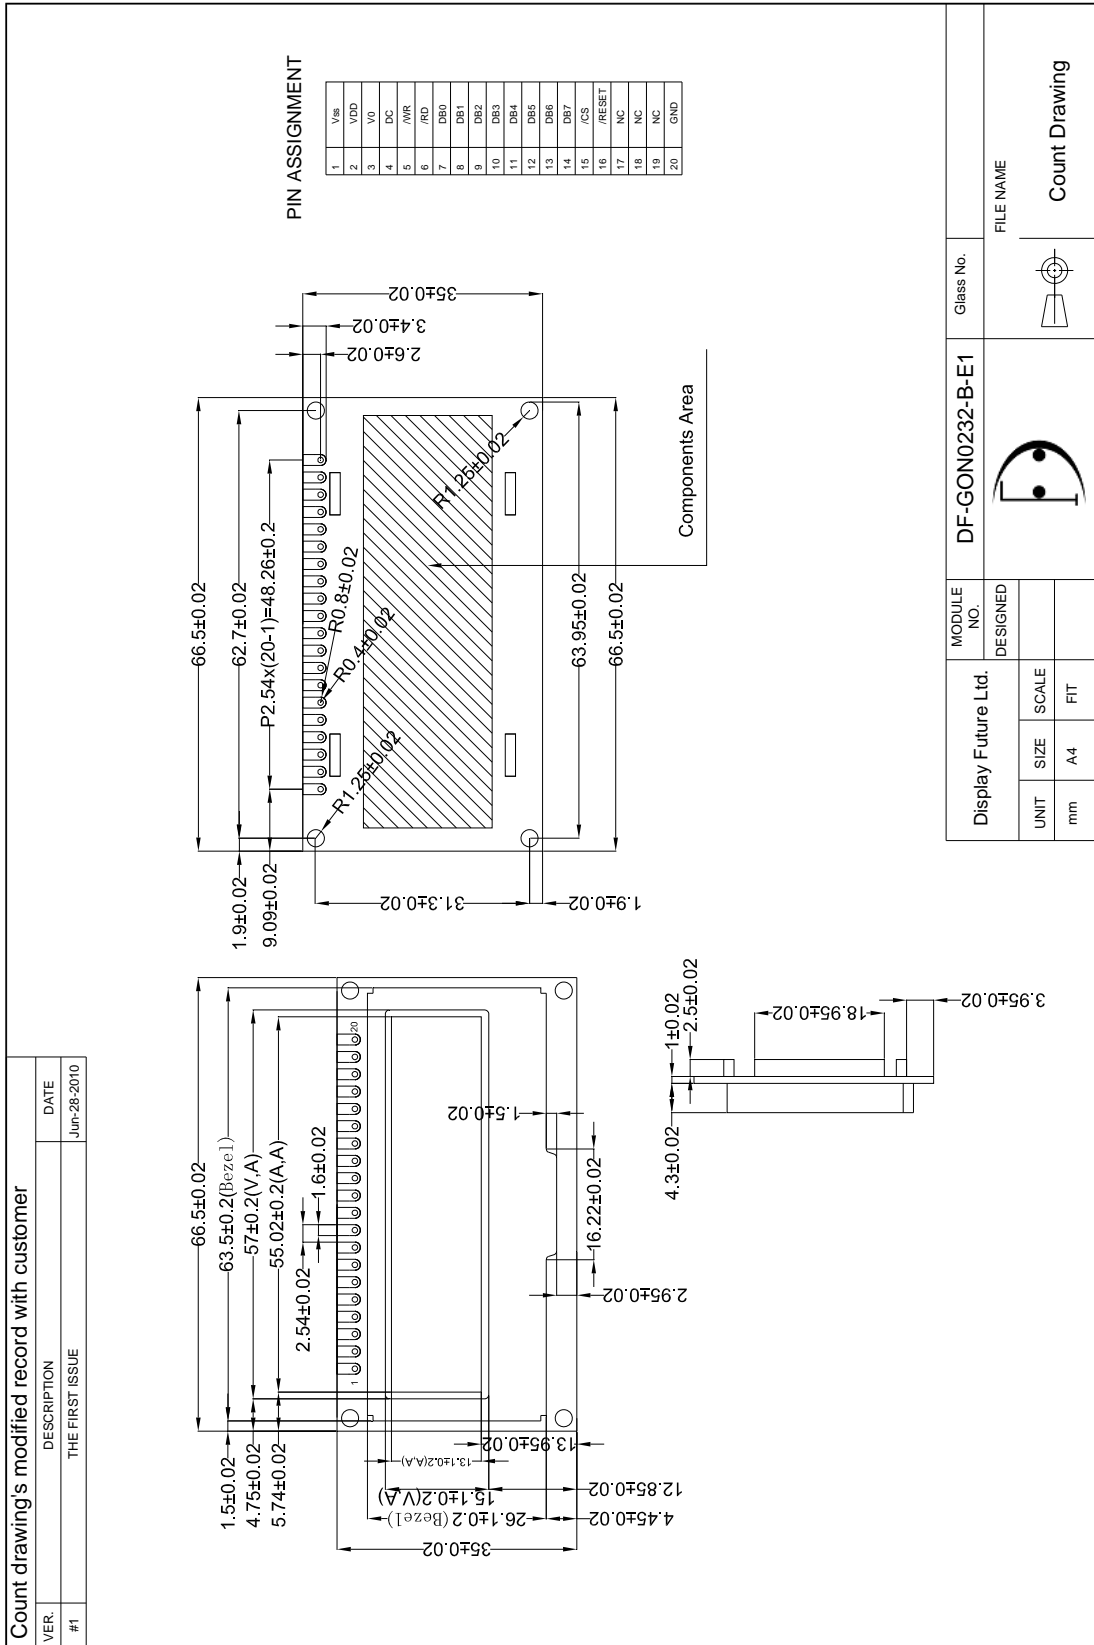 Count drawing's modified record with customer
VER. DESCRIPTION DATE
#1 THE FIRST ISSUE Jun-28-2010
66.5±0.02
63.5±0.2(Bezel)
57±0.2(V,A)
55.02±0.2(A,A)
1.5±0.02
4.75±0.02
5.74±0.02
2.54±0.02
1.6±0.02
1
20
35±0.02
26.1±0.2(Bezel)
15.1±0.2(V,A)
13.1±0.2(A,A)
13.95±0.02
12.85±0.02
4.45±0.02
1.5±0.02
16.22±0.02
2.95±0.02
4.3±0.02
1±0.02
2.5±0.02
18.95±0.02
3.95±0.02
66.5±0.02
62.7±0.02
P2.54x(20-1)=48.26±0.2
1.9±0.02
9.09±0.02
R1.25±0.02
R0.4±0.02
R0.8±0.02
R1.25±0.02
2.6±0.02
3.4±0.02
35±0.02
31.3±0.02
1.9±0.02
63.95±0.02
66.5±0.02
Components Area
PIN ASSIGNMENT
1 Vss
2 VDD
3 V0
4 DC
5 /WR
6 /RD
7 DB0
8 DB1
9 DB2
10 DB3
11 DB4
12 DB5
13 DB6
14 DB7
15 /CS
16 /RESET
17 NC
18 NC
19 NC
20 GND
Display Future Ltd.
MODULE NO.
DF-GON0232-B-E1
Glass No.
DESIGNED
FILE NAME
UNIT SIZE SCALE
mm A4 FIT
Count Drawing